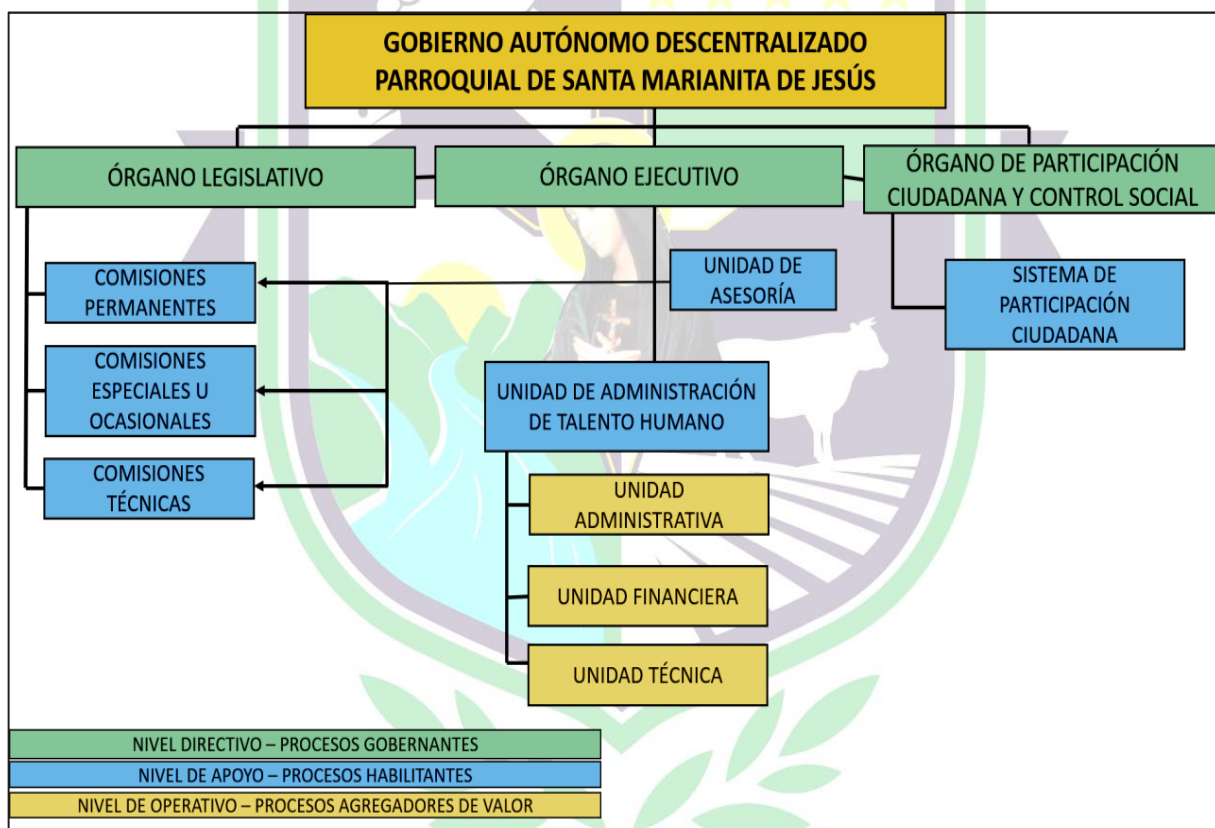 GOBIERNO AUTÓNOMO DESCENTRALIZADO
PARROQUIAL DE SANTA MARIANITA DE JESÚS
ÓRGANO LEGISLATIVO
ÓRGANO EJECUTIVO
ÓRGANO DE PARTICIPACIÓN
CIUDADANA Y CONTROL SOCIAL
COMISIONES
PERMANENTES
UNIDAD DE
ASESORÍA
SISTEMA DE
PARTICIPACIÓN
CIUDADANA
COMISIONES
ESPECIALES U
OCASIONALES
UNIDAD DE ADMINISTRACIÓN
DE TALENTO HUMANO
COMISIONES
TÉCNICAS
UNIDAD
ADMINISTRATIVA
UNIDAD FINANCIERA
UNIDAD TÉCNICA
NIVEL DIRECTIVO – PROCESOS GOBERNANTES
NIVEL DE APOYO – PROCESOS HABILITANTES
NIVEL DE OPERATIVO – PROCESOS AGREGADORES DE VALOR